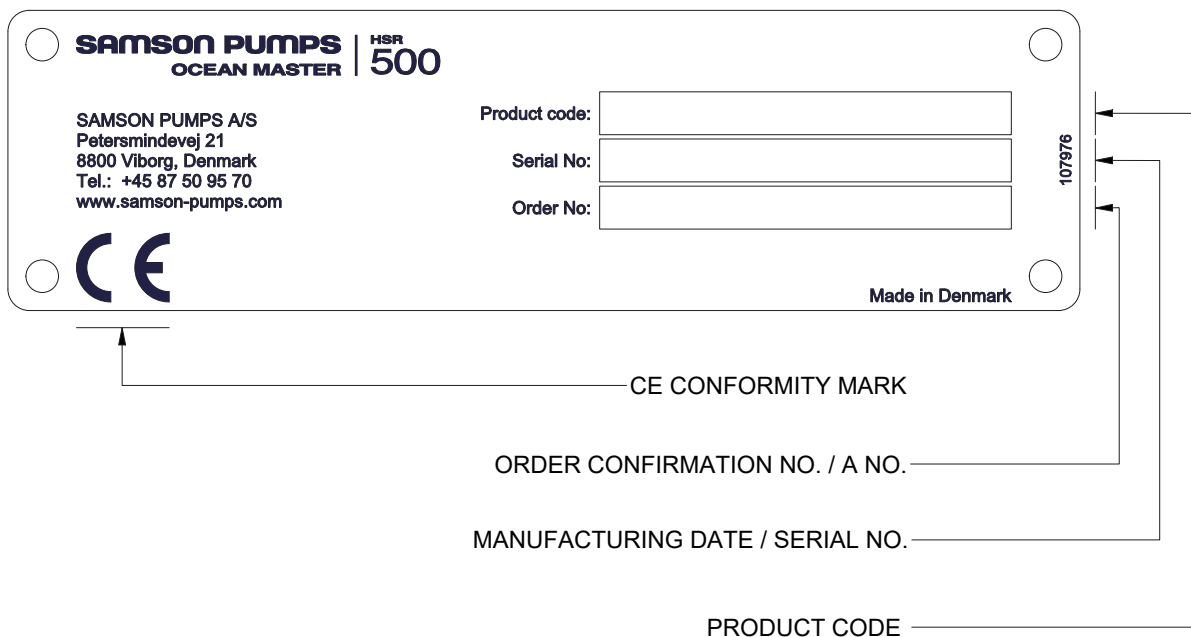 SAMSON PUMPS
OCEAN MASTER
HSR
500
SAMSON PUMPS A/S
Petersmindevej 21
8800 Viborg, Denmark
Tel.: +45 87 50 95 70
www.samson-pumps.com
Product code:
Serial No:
Order No:
107976
CE
Made in Denmark
CE CONFORMITY MARK
ORDER CONFIRMATION NO. / A NO.
MANUFACTURING DATE / SERIAL NO.
PRODUCT CODE